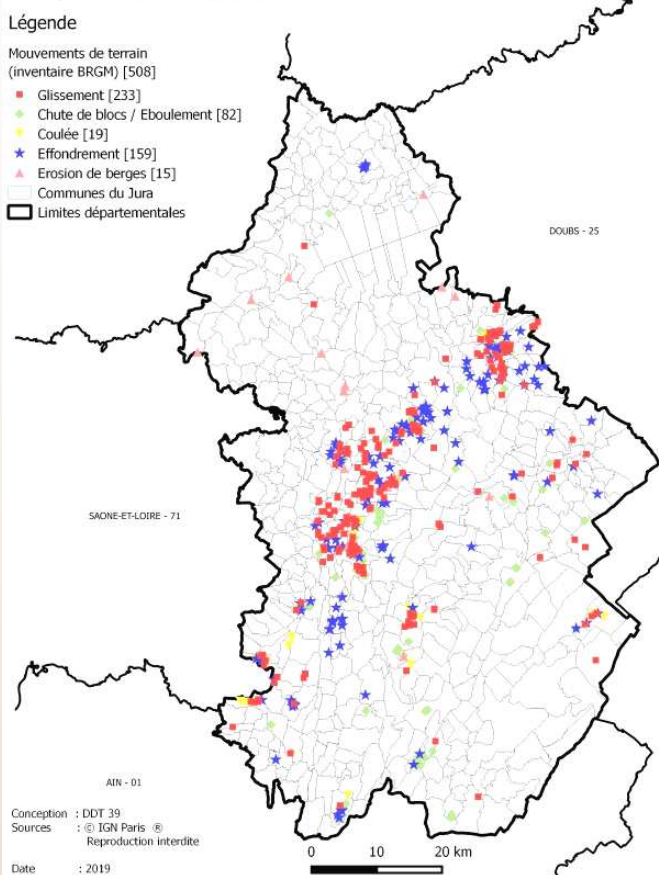 Légende
Mouvements de terrain
(inventaire BRGM) [508]
Glissement [233]
Chute de blocs / Eboulement [82]
Coulée [19]
Effondrement [159]
Erosion de berges [15]
Communes du Jura
Limites départementales
DOUBS - 25
SAONE-ET-LOIRE - 71
AIN - 01
Conception : DDT 39
Sources : © IGN Paris ®
Reproduction interdite
Date : 2019
0 10 20 km